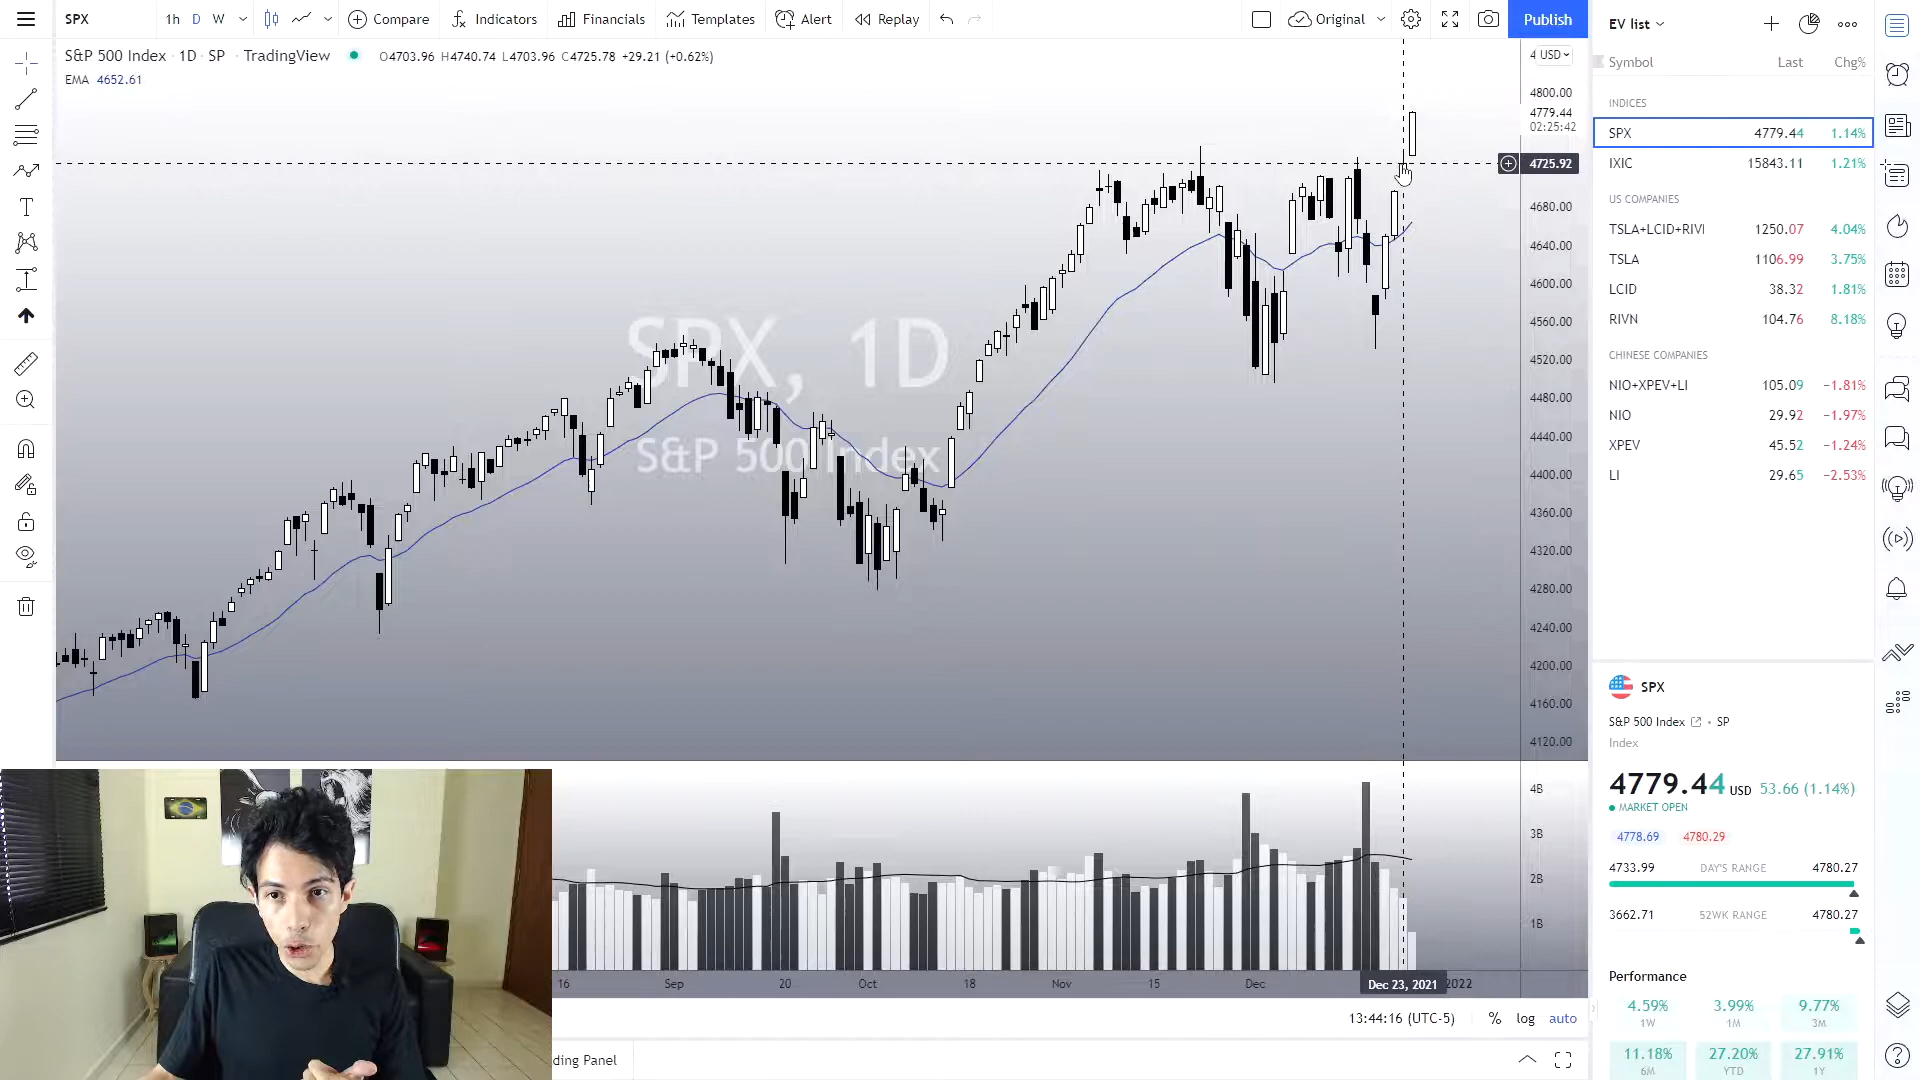 SPX
1h
D
W
Compare
Indicators
Financials
Templates
Alert
Replay
Original
Publish
EV list
S&P 500 Index · 1D · SP · TradingView
O4703.96 H4740.74 L4703.96 C4725.78 +29.21 (+0.62%)
EMA 4652.61
4 USD
4800.00
4779.44
02:25:42
4725.92
4680.00
4640.00
4600.00
4560.00
4520.00
4480.00
4440.00
4400.00
4360.00
4320.00
4280.00
4240.00
4200.00
4160.00
4120.00
SPX, 1D
S&P 500 Index
4B
3B
2B
1B
16
Sep
20
Oct
18
Nov
15
Dec
Dec 23, 2021
2022
13:44:16 (UTC-5)
%
log
auto
ding Panel
Symbol Last Chg%
INDICES
SPX 4779.44 1.14%
IXIC 15843.11 1.21%
US COMPANIES
TSLA+LCID+RIVI 1250.07 4.04%
TSLA 1106.99 3.75%
LCID 38.32 1.81%
RIVN 104.76 8.18%
CHINESE COMPANIES
NIO+XPEV+LI 105.09 −1.81%
NIO 29.92 −1.97%
XPEV 45.52 −1.24%
LI 29.65 −2.53%
SPX
S&P 500 Index · SP
Index
4779.44 USD 53.66 (1.14%)
MARKET OPEN
4778.69 4780.29
4733.99 DAY'S RANGE 4780.27
3662.71 52WK RANGE 4780.27
Performance
4.59% 3.99% 9.77%
1W 1M 3M
11.18% 27.20% 27.91%
6M YTD 1Y